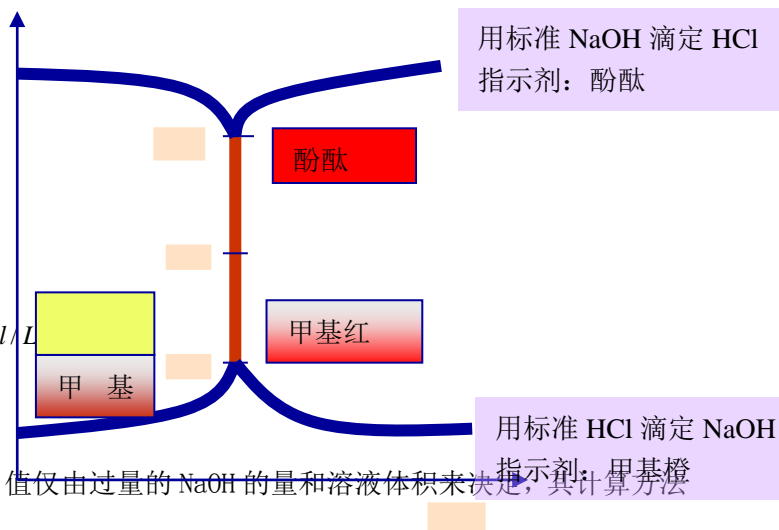 用标准 NaOH 滴定 HCl
指示剂：酚酞
酚酞
甲基红
l/L
甲 基
用标准 HCl 滴定 NaOH
指示剂：甲基橙
值仅由过量的 NaOH 的量和溶液体积来决定，其计算方法